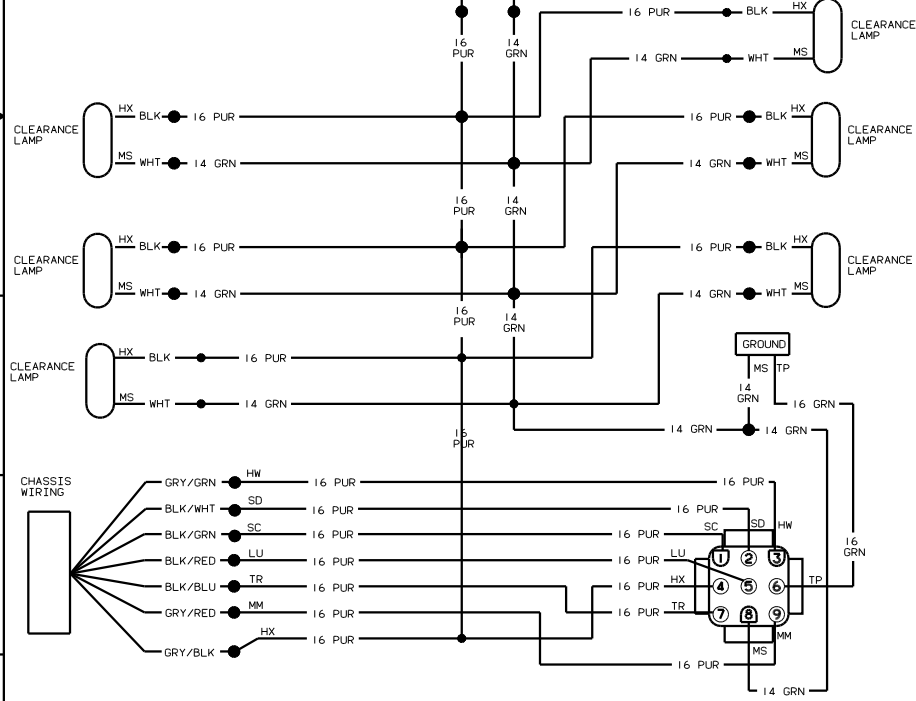 16 PUR BLK HX
CLEARANCE
LAMP
16
PUR
14
GRN
14 GRN WHT MS
CLEARANCE
LAMP
HX BLK 16 PUR
MS WHT 14 GRN
16 PUR BLK HX
14 GRN WHT MS
CLEARANCE
LAMP
16
PUR
14
GRN
CLEARANCE
LAMP
HX BLK 16 PUR
MS WHT 14 GRN
16 PUR BLK HX
14 GRN WHT MS
CLEARANCE
LAMP
16
PUR
14
GRN
CLEARANCE
LAMP
HX BLK 16 PUR
MS WHT 14 GRN
GROUND
MS TP
14
GRN
16 GRN
14 GRN 14 GRN
16
PUR
CHASSIS
WIRING
GRY/GRN HW 16 PUR 16 PUR
BLK/WHT SD 16 PUR 16 PUR
BLK/GRN SC 16 PUR 16 PUR SC SD HW
BLK/RED LU 16 PUR 16 PUR LU
BLK/BLU TR 16 PUR 16 PUR HX
GRY/RED MM 16 PUR 16 PUR TR
GRY/BLK HX 16 PUR
16
GRN
1 2 3
4 5 6 TP
7 8 9
MM
MS
16 PUR
14 GRN